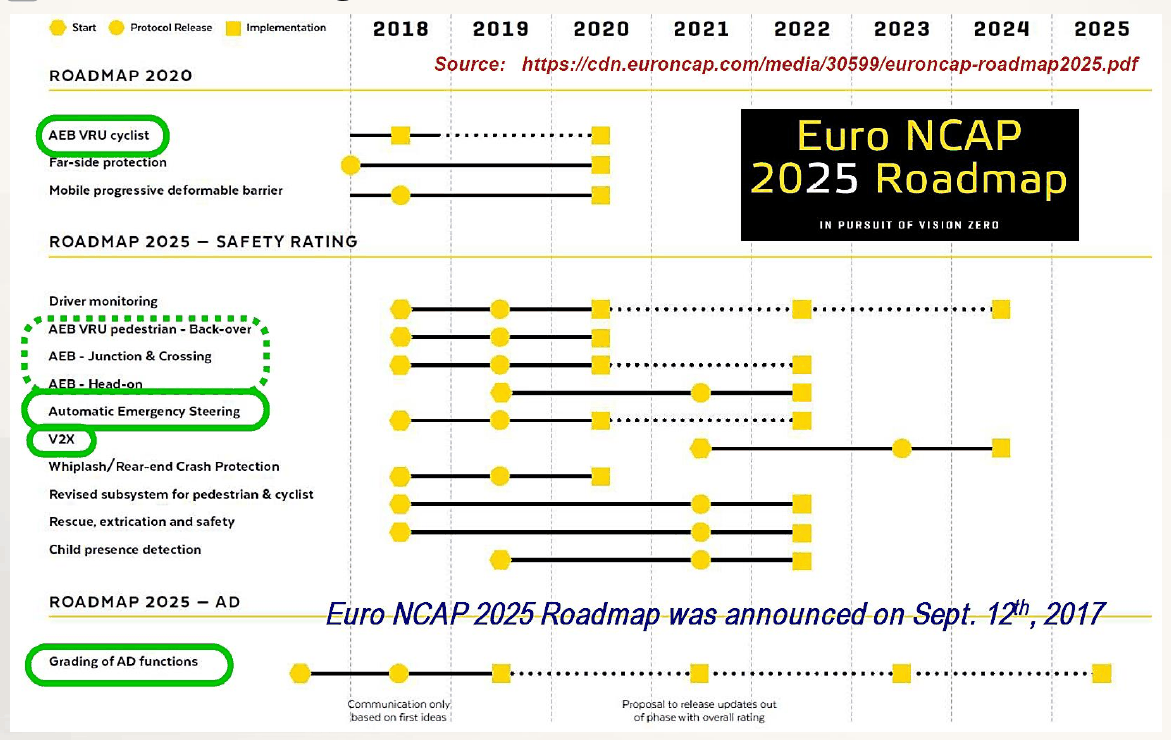 Start Protocol Release Implementation 2018 2019 2020 2021 2022 2023 2024 2025
Source: https://cdn.euroncap.com/media/30599/euroncap-roadmap2025.pdf
ROADMAP 2020
AEB VRU cyclist
Far-side protection
Mobile progressive deformable barrier
Euro NCAP
2025 Roadmap
IN PURSUIT OF VISION ZERO
ROADMAP 2025 – SAFETY RATING
Driver monitoring
AEB VRU pedestrian - Back-over
AEB - Junction & Crossing
AEB - Head-on
Automatic Emergency Steering
V2X
Whiplash/Rear-end Crash Protection
Revised subsystem for pedestrian & cyclist
Rescue, extrication and safety
Child presence detection
ROADMAP 2025 – AD
Euro NCAP 2025 Roadmap was announced on Sept. 12th, 2017
Grading of AD functions
Communication only
based on first ideas
Proposal to release updates out
of phase with overall rating